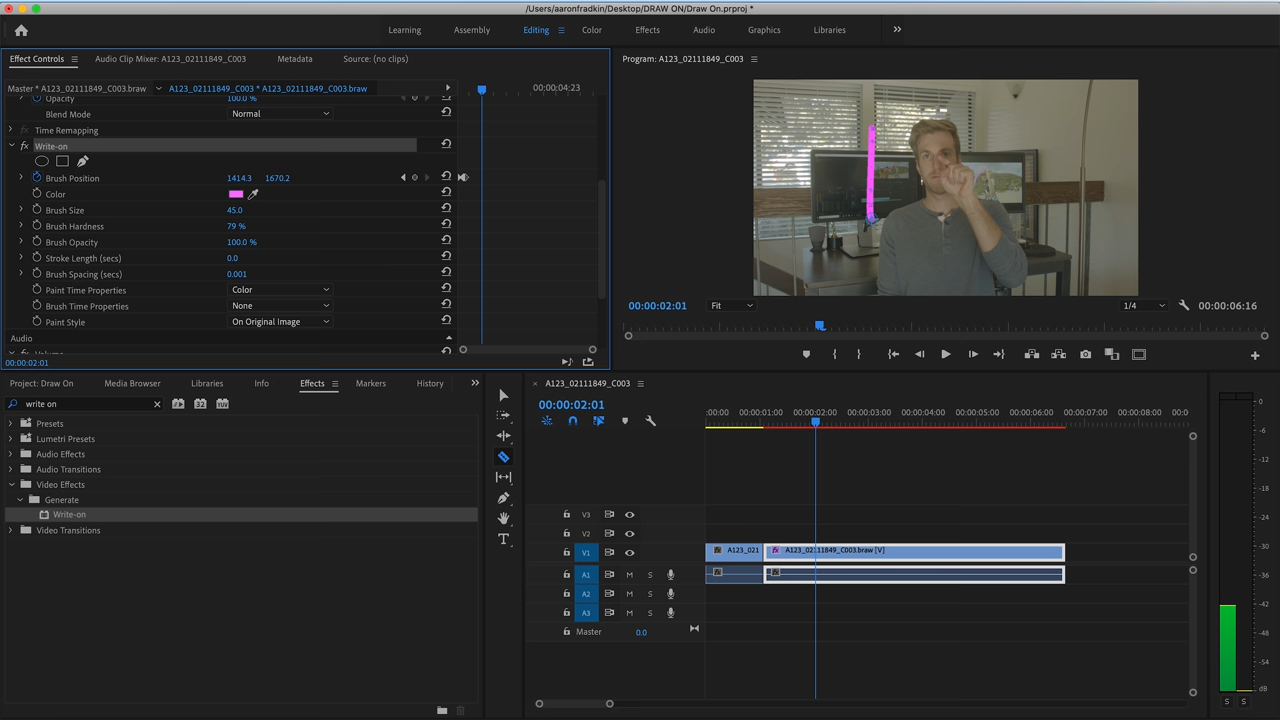 /Users/aaronfradkin/Desktop/DRAW ON/Draw On.prproj *
Learning Assembly Editing Color Effects Audio Graphics Libraries
Effect Controls Audio Clip Mixer: A123_02111849_C003 Metadata Source: (no clips)
Program: A123_02111849_C003
Master * A123_02111849_C003.braw A123_02111849_C003 * A123_02111849_C003.braw 00:00:04:23
Opacity 100.0 %
Blend Mode Normal
Time Remapping
fx Write-on
Brush Position 1414.3 1670.2
Color
Brush Size 45.0
Brush Hardness 79 %
Brush Opacity 100.0 %
Stroke Length (secs) 0.0
Brush Spacing (secs) 0.001
Paint Time Properties Color
Brush Time Properties None
Paint Style On Original Image
Audio
fx Volume
00:00:02:01
00:00:02:01 Fit 1/4 00:00:06:16
Project: Draw On Media Browser Libraries Info Effects Markers History
write on
32 YUV
Presets
Lumetri Presets
Audio Effects
Audio Transitions
Video Effects
Generate
Write-on
Video Transitions
A123_02111849_C003
00:00:02:01
:00:00 00:00:01:00 00:00:02:00 00:00:03:00 00:00:04:00 00:00:05:00 00:00:06:00 00:00:07:00 00:00:08:00 00:0
V3
V2
V1 fx A123_021 fx A123_02111849_C003.braw [V]
A1 M S fx fx
A2 M S
A3 M S
Master 0.0
0
-6
-12
-18
-24
-30
-36
-42
-48
-54
dB
S S